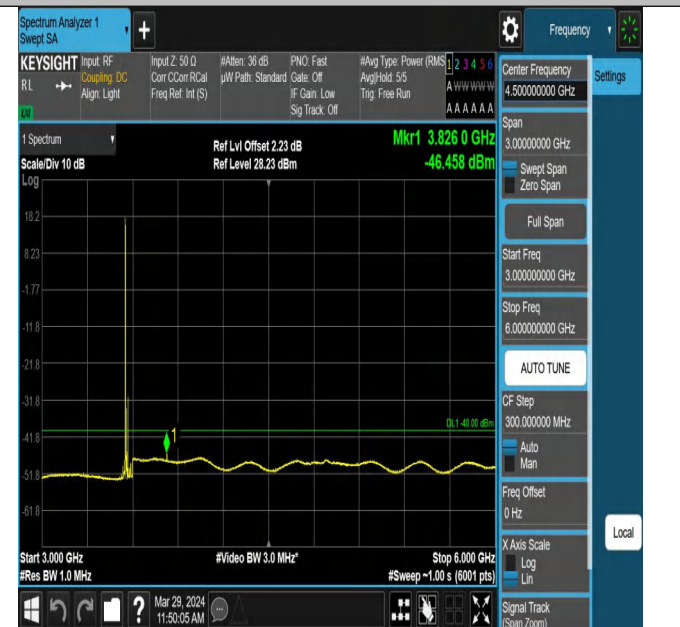 Spectrum Analyzer 1
Swept SA
Frequency
KEYSIGHT
RL
LXI
Input: RF
Coupling: DC
Align: Light
Input Z: 50 Ω
Corr CCorr RCal
Freq Ref: Int (S)
#Atten: 36 dB
µW Path: Standard
PNO: Fast
Gate: Off
IF Gain: Low
Sig Track: Off
#Avg Type: Power (RMS
Avg|Hold: 5/5
Trig: Free Run
1 2 3 4 5 6
A W W W W W
A A A A A A
1 Spectrum
Scale/Div 10 dB
Log
Ref Lvl Offset 2.23 dB
Ref Level 28.23 dBm
Mkr1 3.826 0 GHz
-46.458 dBm
18.2
8.23
-1.77
-11.8
-21.8
-31.8
-41.8
-51.8
-61.8
DL1 -40.00 dBm
1
Start 3.000 GHz
#Res BW 1.0 MHz
#Video BW 3.0 MHz*
Stop 6.000 GHz
#Sweep ~1.00 s (6001 pts)
Mar 29, 2024
11:50:05 AM
Center Frequency
4.500000000 GHz
Settings
Span
3.00000000 GHz
Swept Span
Zero Span
Full Span
Start Freq
3.000000000 GHz
Stop Freq
6.000000000 GHz
AUTO TUNE
CF Step
300.000000 MHz
Auto
Man
Freq Offset
0 Hz
X Axis Scale
Log
Lin
Local
Signal Track
(Span Zoom)